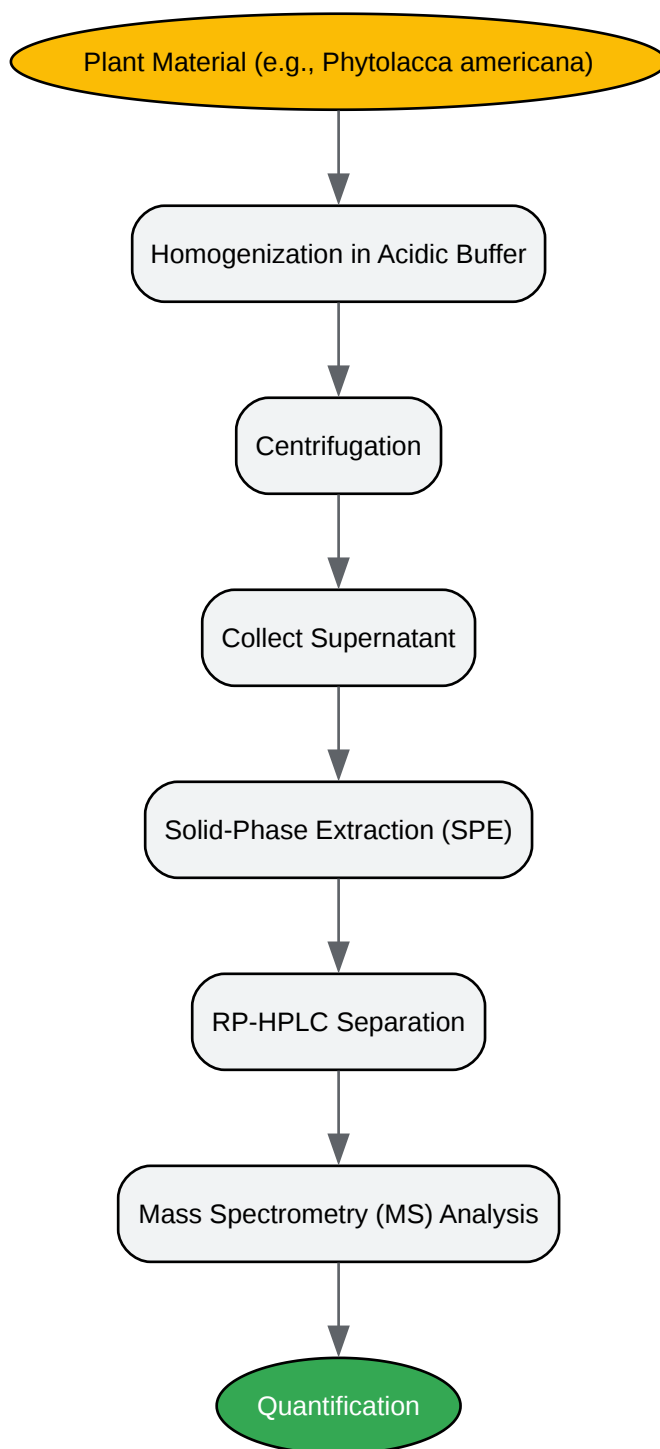 Plant Material (e.g., Phytolacca americana)
Homogenization in Acidic Buffer
Centrifugation
Collect Supernatant
Solid-Phase Extraction (SPE)
RP-HPLC Separation
Mass Spectrometry (MS) Analysis
Quantification